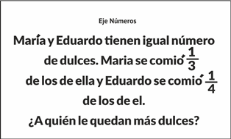 Eje Números
María y Eduardo tienen igual número
de dulces. Maria se comió 1/3
de los de ella y Eduardo se comió 1/4
de los de el.
¿A quién le quedan más dulces?